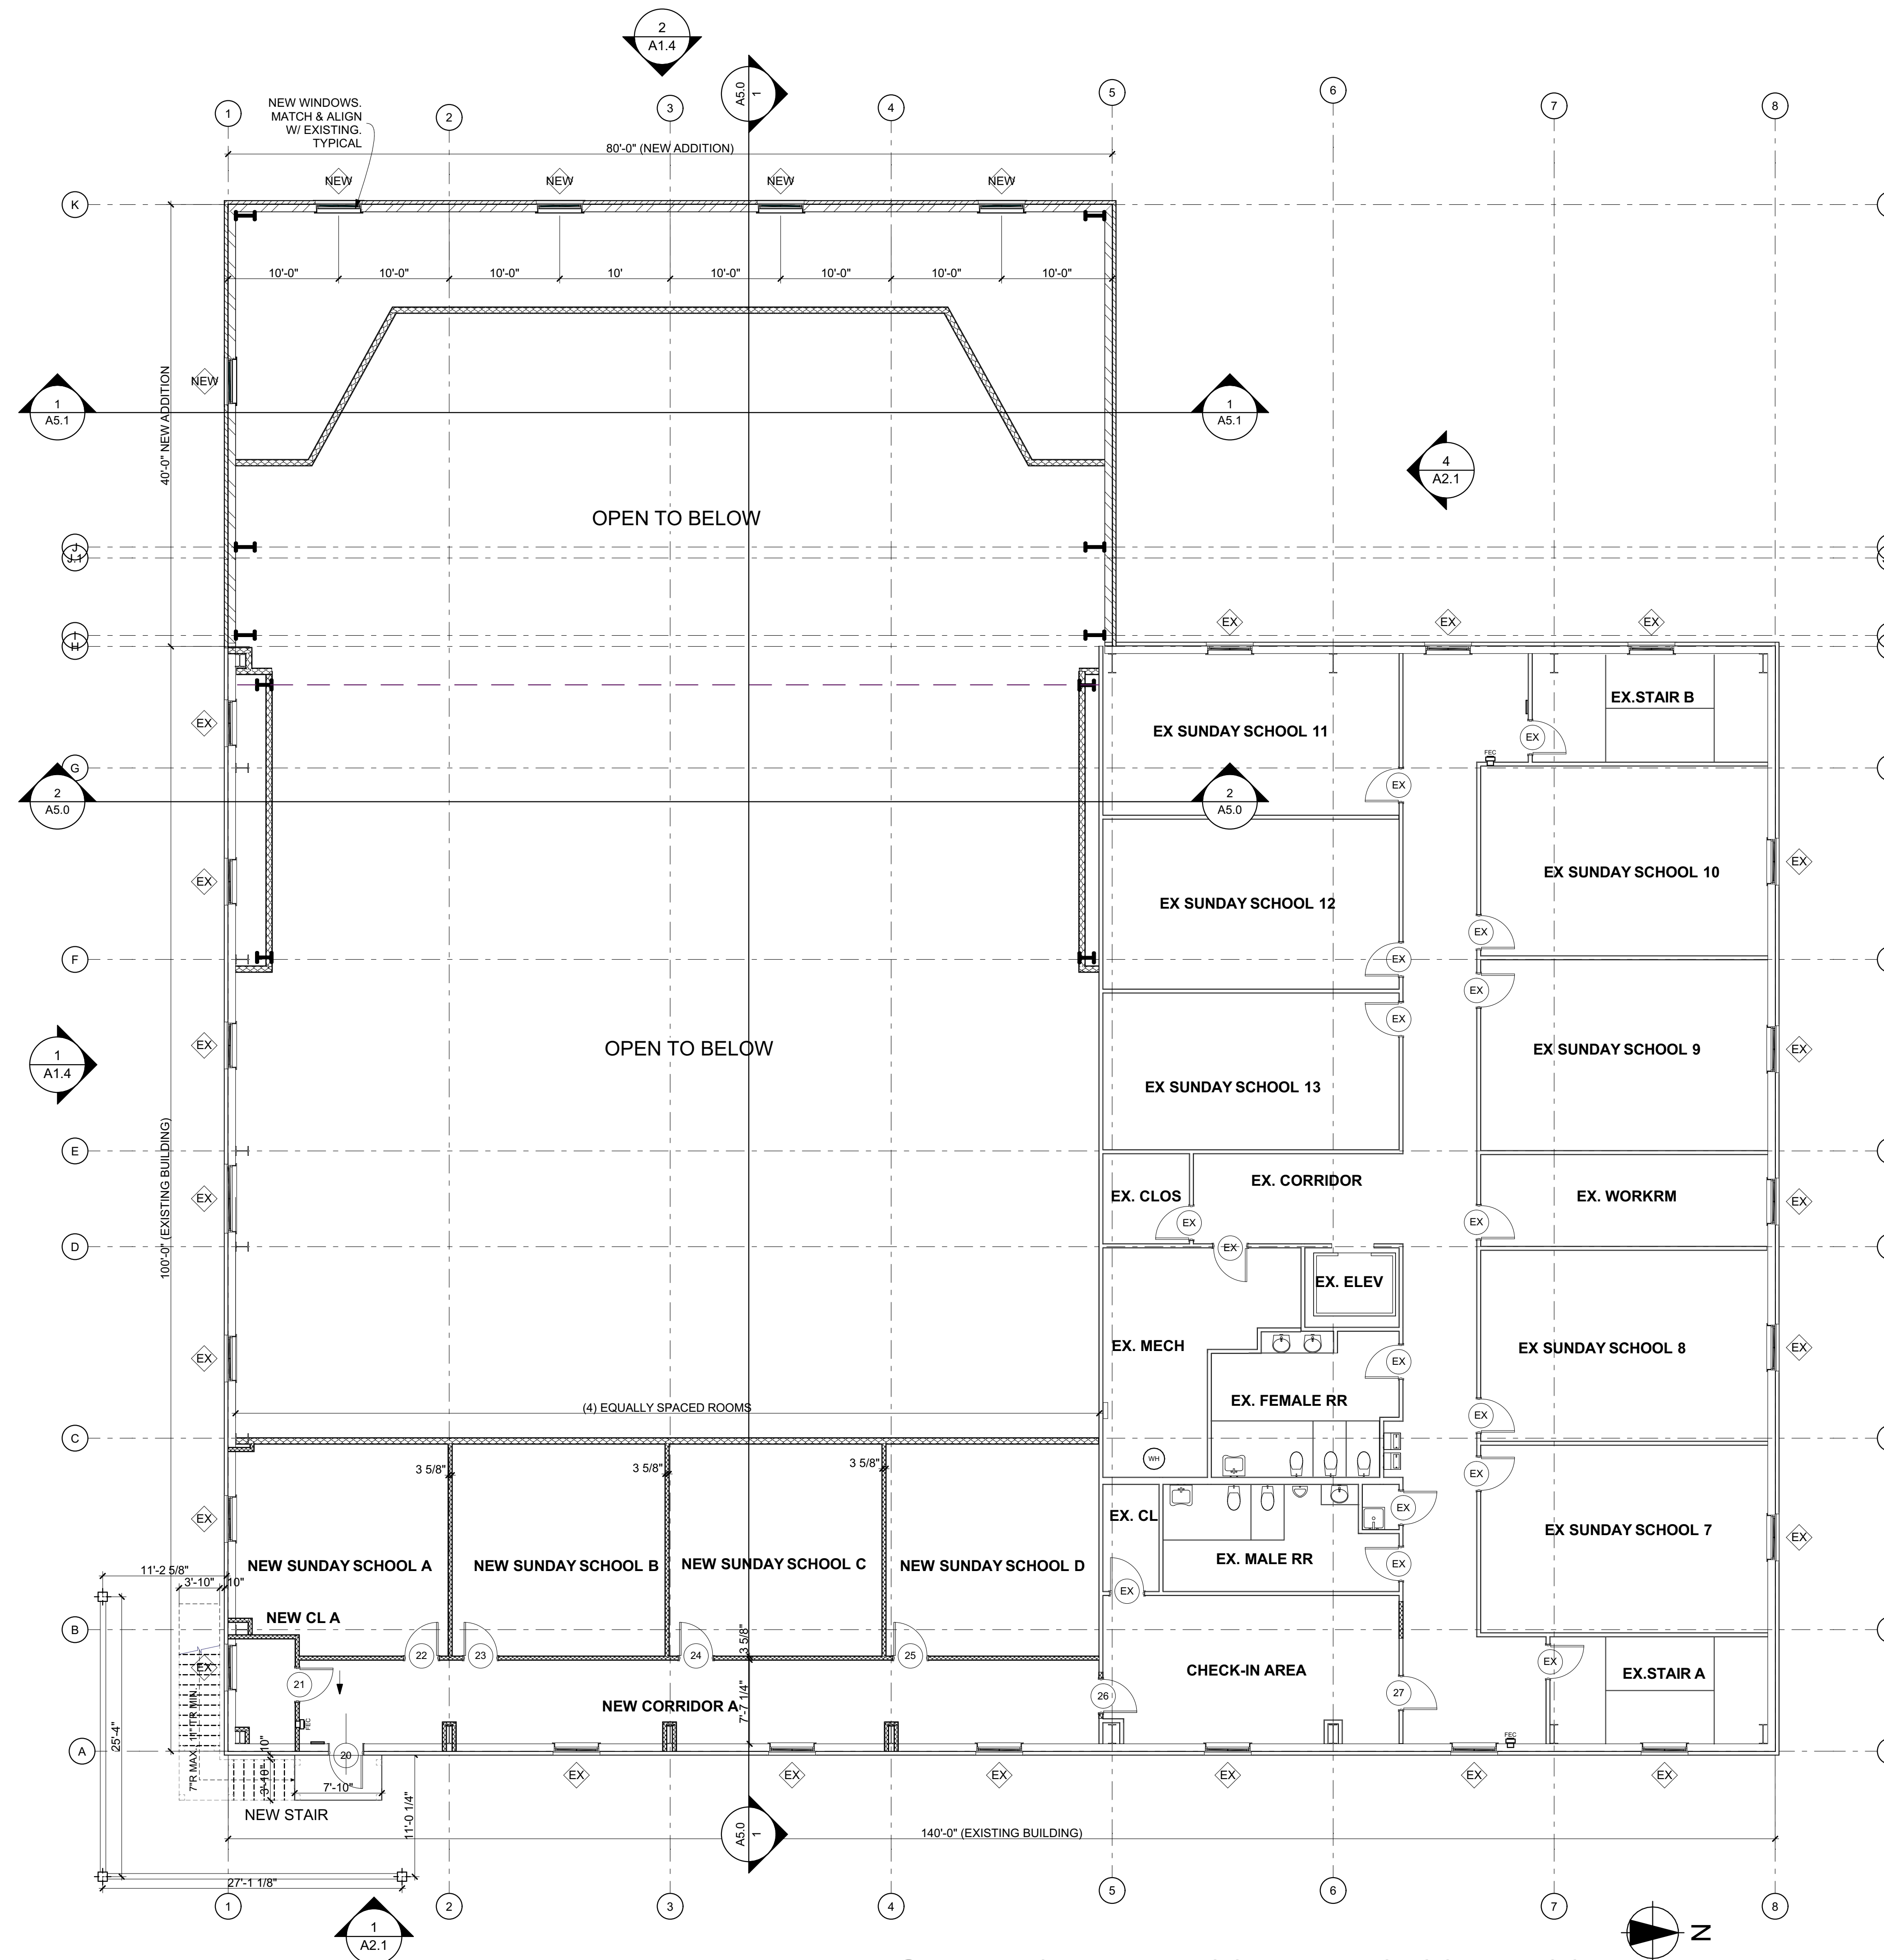 2
A1.4
A5.0
1
1
2
3
4
5
6
7
8
NEW WINDOWS.
MATCH & ALIGN
W/ EXISTING.
TYPICAL
80'-0" (NEW ADDITION)
NEW
NEW
NEW
NEW
K
10'-0"
10'-0"
10'-0"
10'
10'-0"
10'-0"
10'-0"
10'-0"
NEW
40'-0" NEW ADDITION
1
A5.1
1
A5.1
4
A2.1
OPEN TO BELOW
J
J.1
I
H
EX
EX
EX
EX.STAIR B
EX
EX SUNDAY SCHOOL 11
EX
FEC
G
EX
2
A5.0
2
A5.0
EX
EX SUNDAY SCHOOL 10
EX
EX SUNDAY SCHOOL 12
EX
F
EX
EX
EX
EX SUNDAY SCHOOL 9
EX
EX
OPEN TO BELOW
1
A1.4
EX SUNDAY SCHOOL 13
100'-0" (EXISTING BUILDING)
E
EX. CORRIDOR
EX. CLOS
EX. WORKRM
EX
EX
EX
EX
D
EX
EX. ELEV
EX. MECH
EX SUNDAY SCHOOL 8
EX
EX
EX
EX. FEMALE RR
(4) EQUALLY SPACED ROOMS
EX
C
WH
3 5/8"
3 5/8"
3 5/8"
EX
EX
EX. CL
EX
EX SUNDAY SCHOOL 7
EX
EX. MALE RR
EX
EX
NEW SUNDAY SCHOOL A
NEW SUNDAY SCHOOL B
NEW SUNDAY SCHOOL C
NEW SUNDAY SCHOOL D
11'-2 5/8"
3'-10"
10"
NEW CL A
B
3 5/8"
22
23
24
25
EX
EX
21
CHECK-IN AREA
EX.STAIR A
26
27
NEW CORRIDOR A
7'-7 1/4"
7"R MAX. 11" TR MIN.
25'-4"
FEC
FEC
A
10"
20
3'-10"
7'-10"
EX
EX
EX
EX
EX
EX
NEW STAIR
11'-0 1/4"
A5.0
1
140'-0" (EXISTING BUILDING)
27'-1 1/8"
1
2
3
4
5
6
7
8
1
A2.1
N